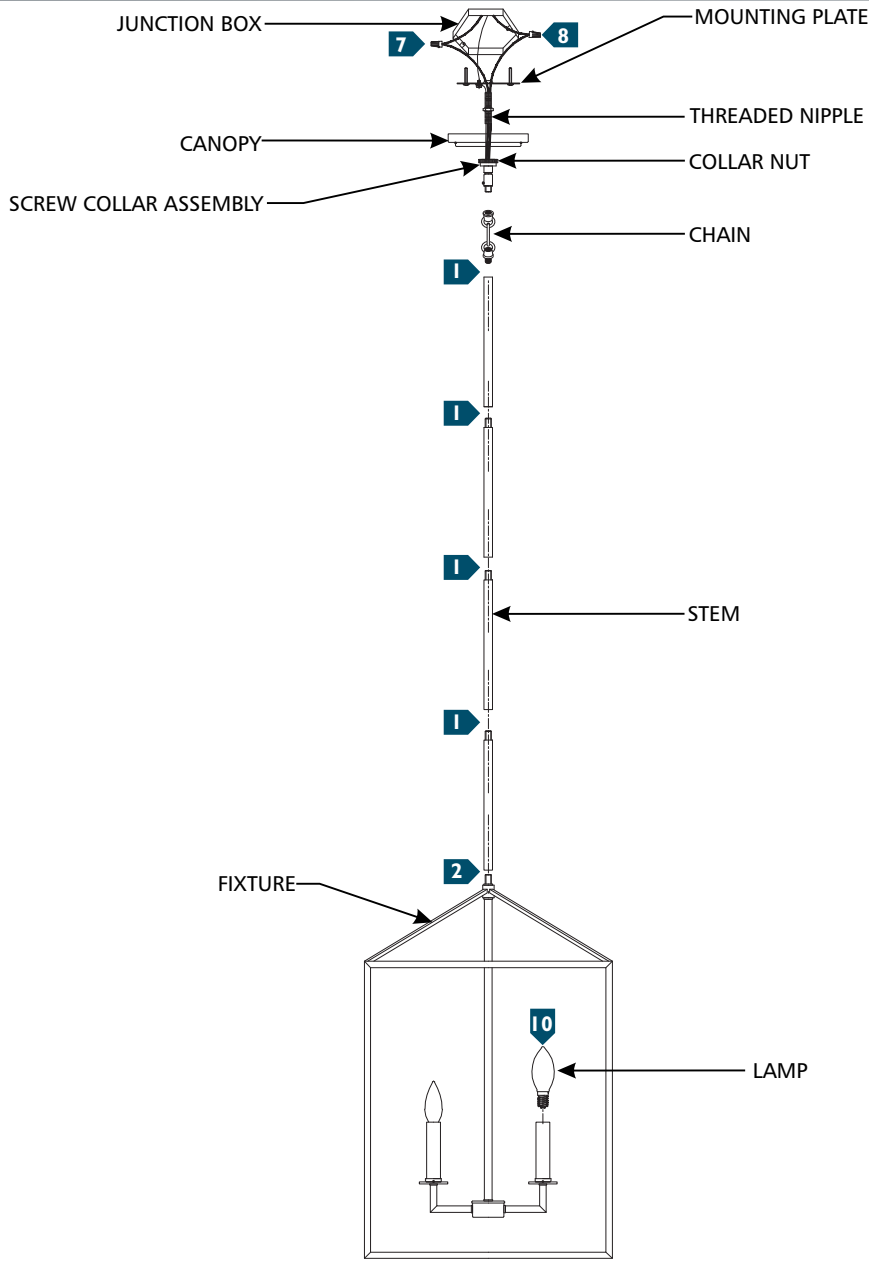 JUNCTION BOX
MOUNTING PLATE
7
8
THREADED NIPPLE
CANOPY
COLLAR NUT
SCREW COLLAR ASSEMBLY
CHAIN
1
1
1
STEM
1
2
FIXTURE
10
LAMP